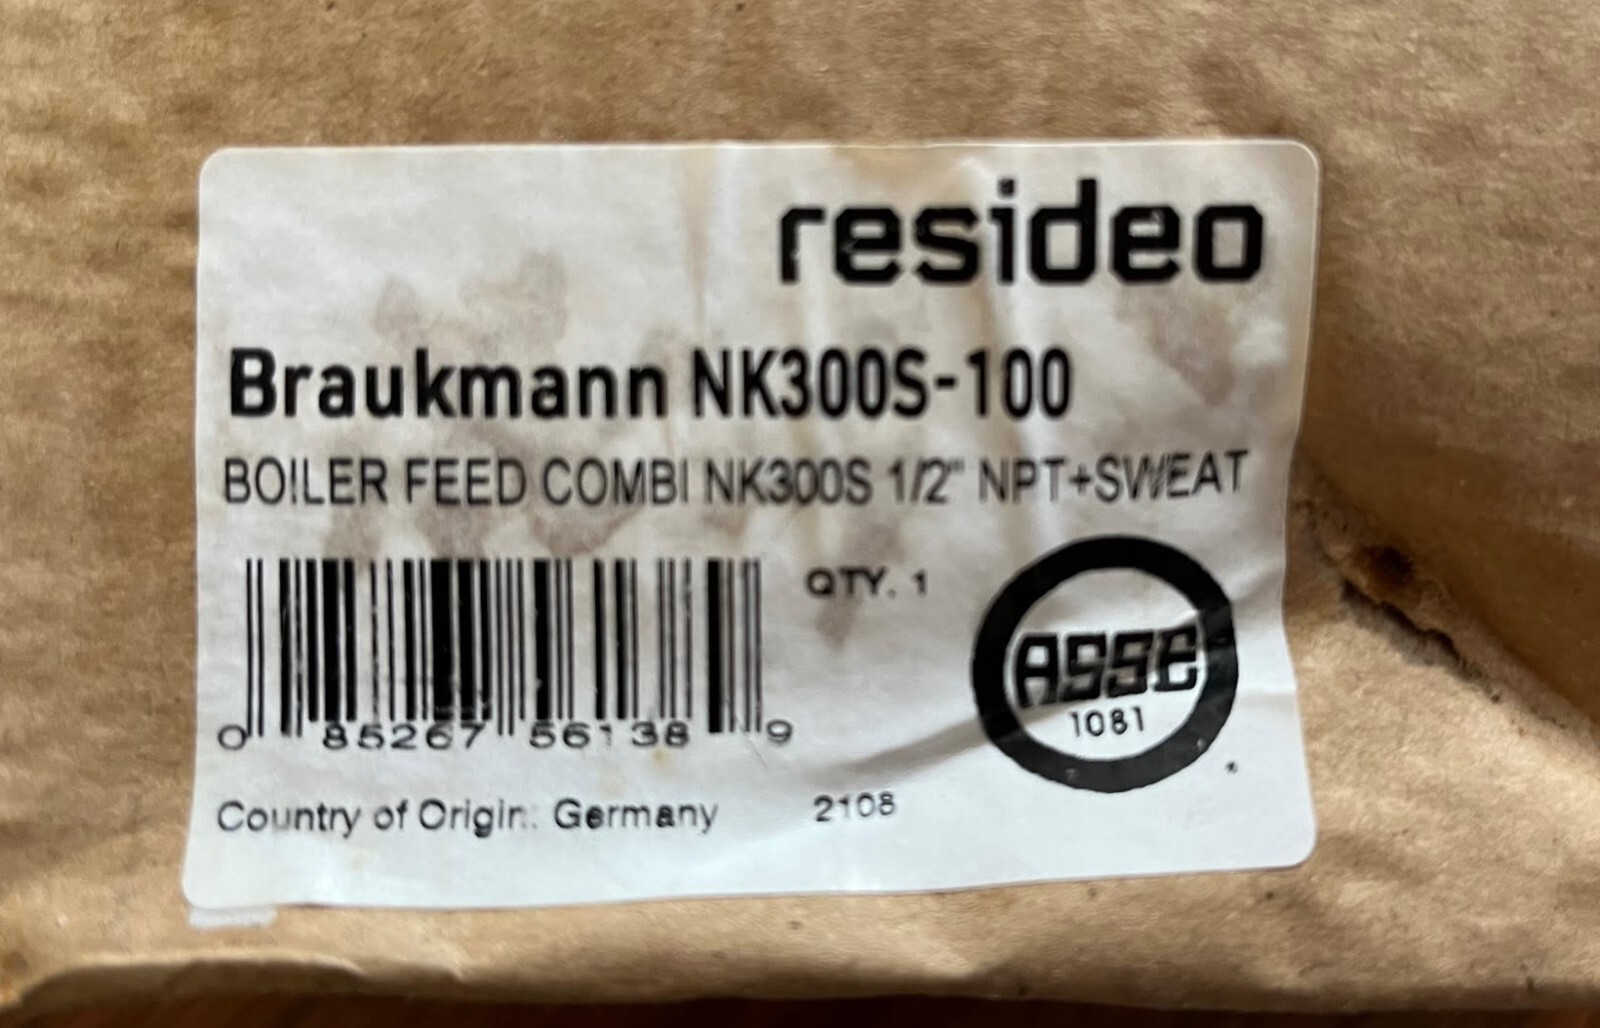 resideo
Braukmann NK300S-100
BOILER FEED COMBI NK300S 1/2" NPT+SWEAT
QTY. 1
ASSE
1081
0 85267 56138 9
Country of Origin: Germany
2108